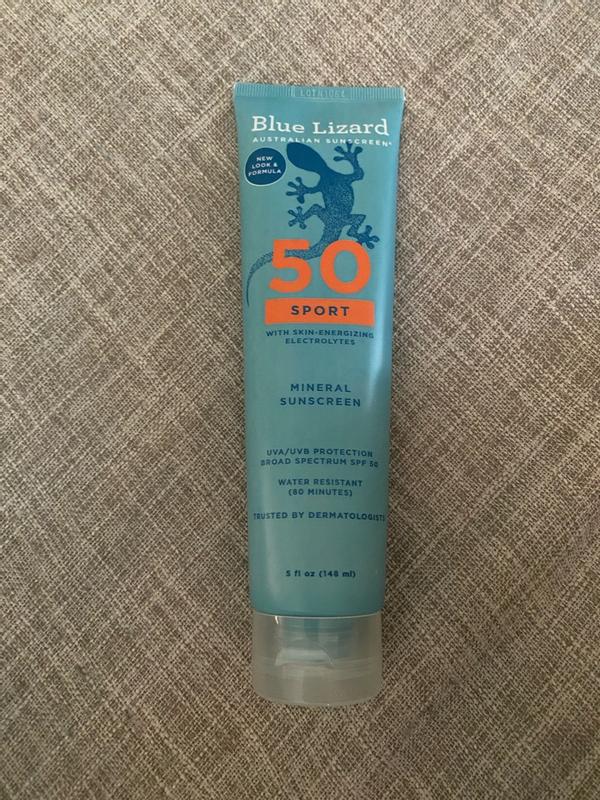 Blue Lizard
AUSTRALIAN SUNSCREEN
NEW
LOOK &
FORMULA
50
SPORT
WITH SKIN-ENERGIZING
ELECTROLYTES
MINERAL
SUNSCREEN
UVA/UVB PROTECTION
BROAD SPECTRUM SPF 50
WATER RESISTANT
(80 MINUTES)
TRUSTED BY DERMATOLOGISTS
5 fl oz (148 ml)